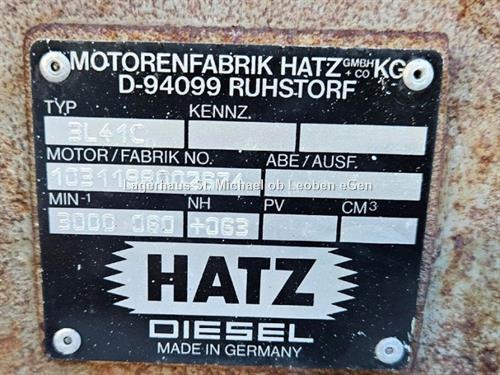 MOTORENFABRIK HATZ GMBH + CO KG
D-94099 RUHSTORF
TYP KENNZ.
3L41C
MOTOR/FABRIK NO. ABE/AUSF.
Lagerhaus St. Michael ob Leoben eGen
MIN-1 NH PV CM3
3000 060 +063
HATZ
DIESEL
MADE IN GERMANY